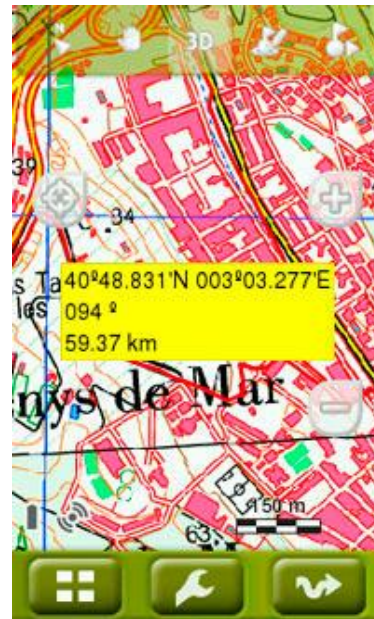 N
3D
39
34
40º48.831'N 003º03.277'E
s Ta
les
094 º
59.37 km
nys de Mar
150 m
63.